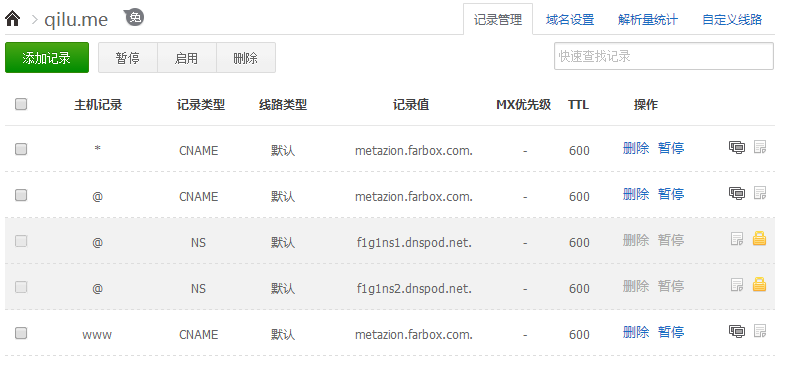 qilu.me 免
记录管理 域名设置 解析量统计 自定义线路
添加记录 暂停 启用 删除 快速查找记录
主机记录 记录类型 线路类型 记录值 MX优先级 TTL 操作
* CNAME 默认 metazion.farbox.com. - 600 删除 暂停
@ CNAME 默认 metazion.farbox.com. - 600 删除 暂停
@ NS 默认 f1g1ns1.dnspod.net. - 600 删除 暂停
@ NS 默认 f1g1ns2.dnspod.net. - 600 删除 暂停
www CNAME 默认 metazion.farbox.com. - 600 删除 暂停